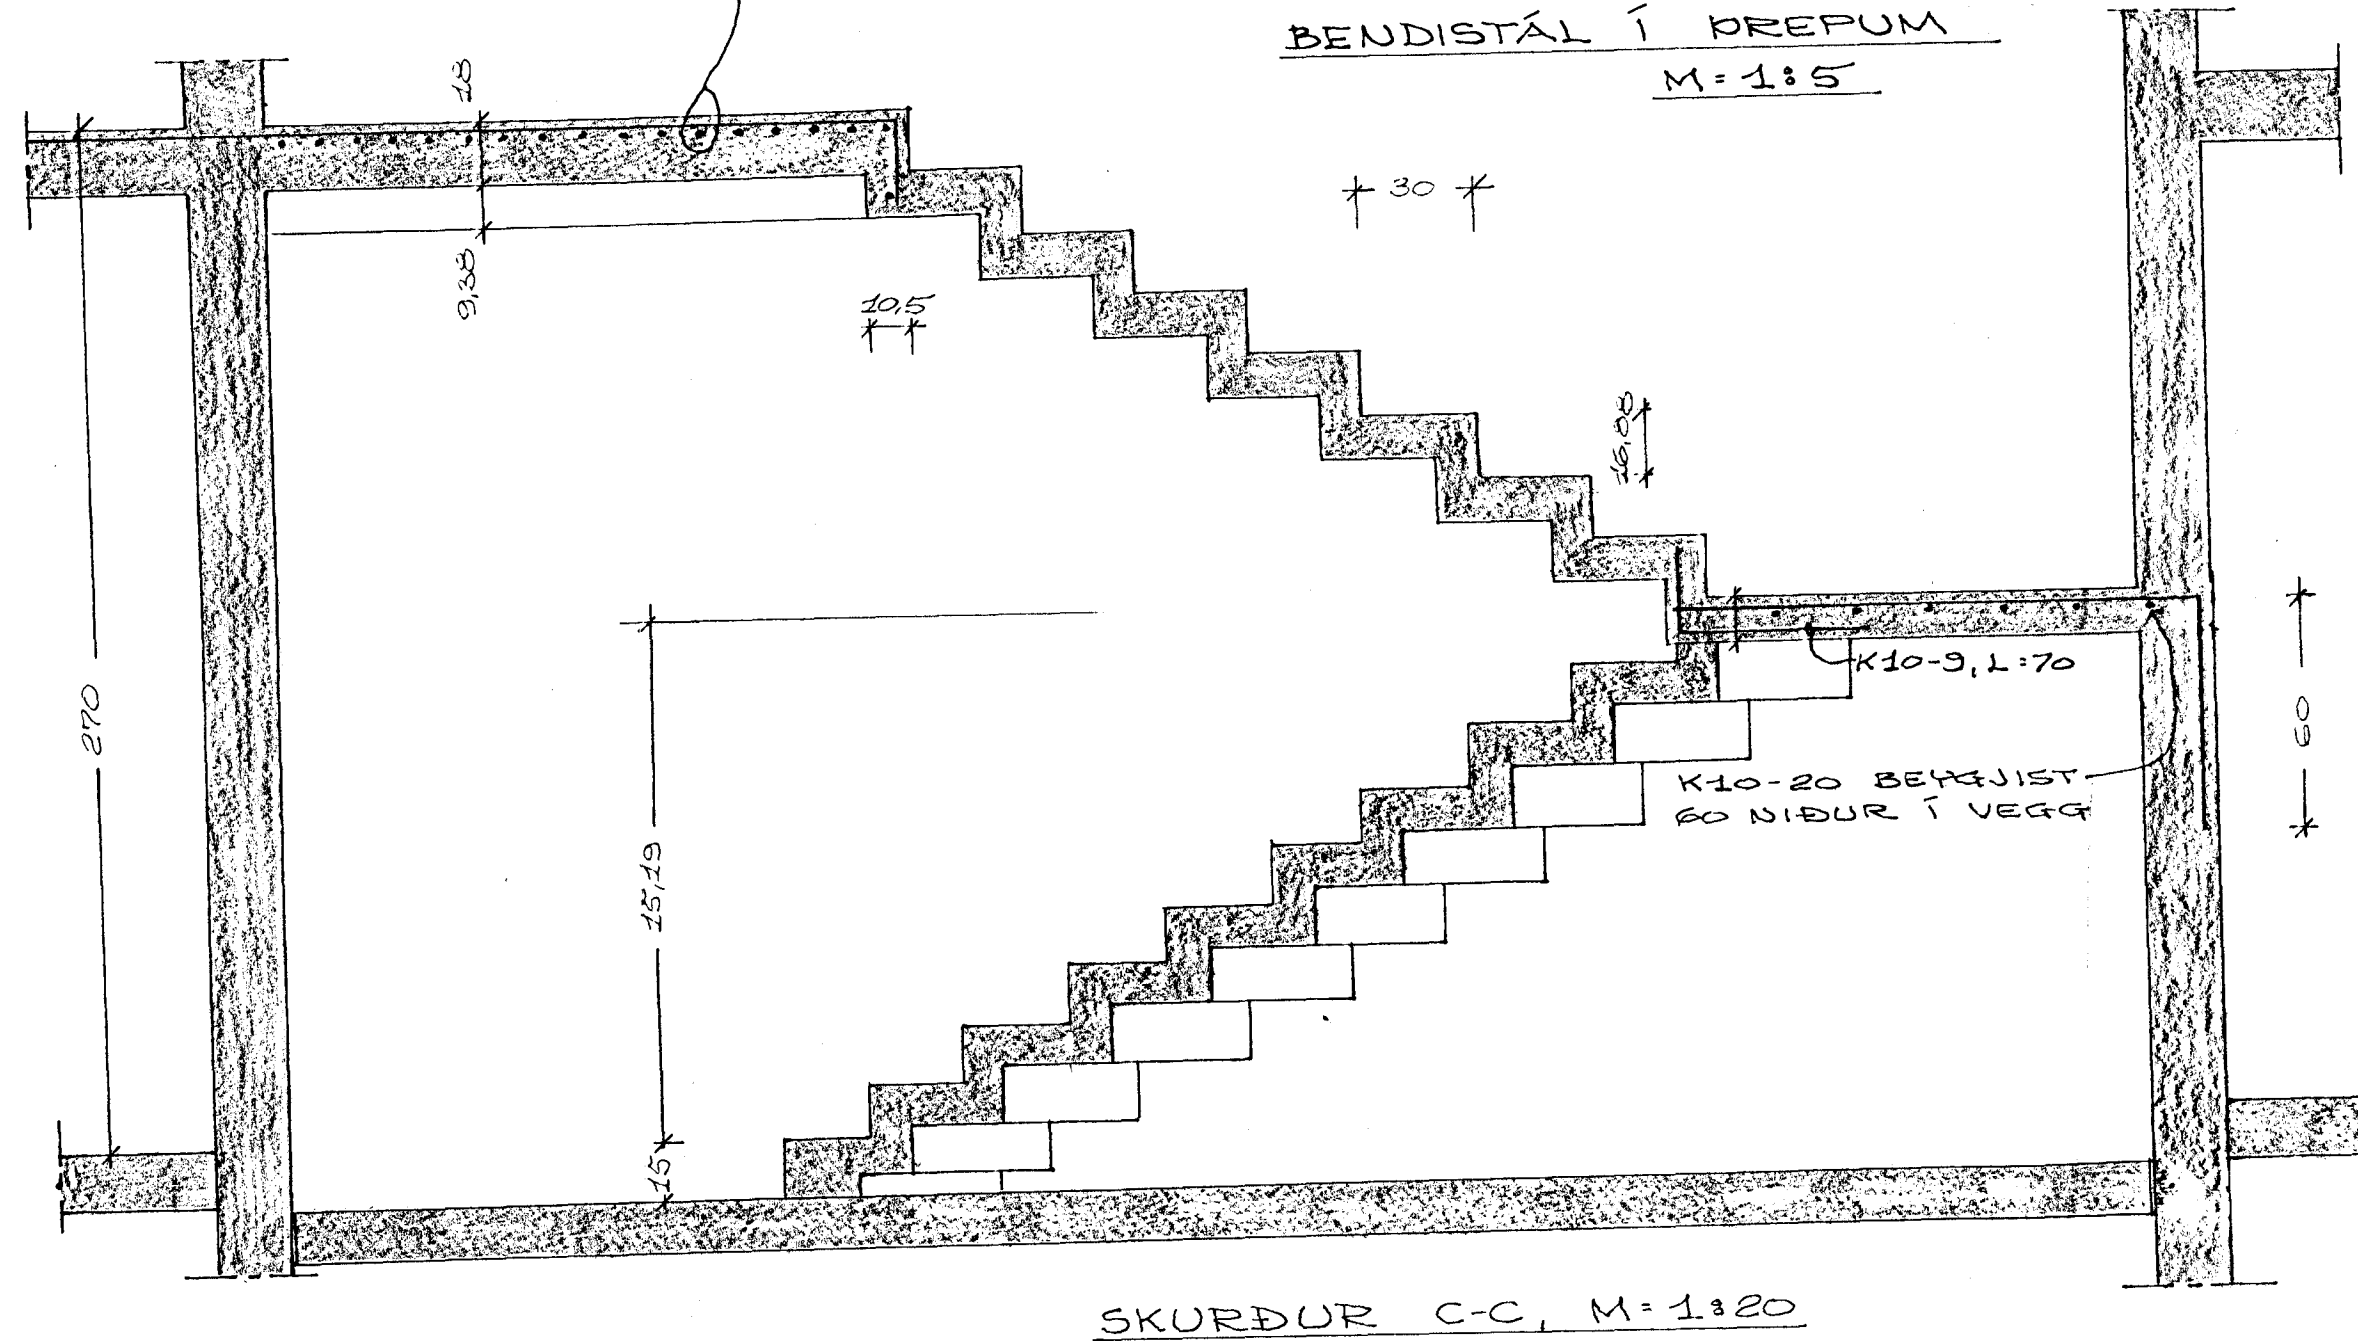 BENDISTÁL Í ÞREPUM
M = 1:5
18
9,38
30
10,5
16,08
270
15,19
15
K10-9, L=70
60
K10-20 BEYGJIST
60 NIÐUR Í VEGG
SKURÐUR C-C, M = 1:20